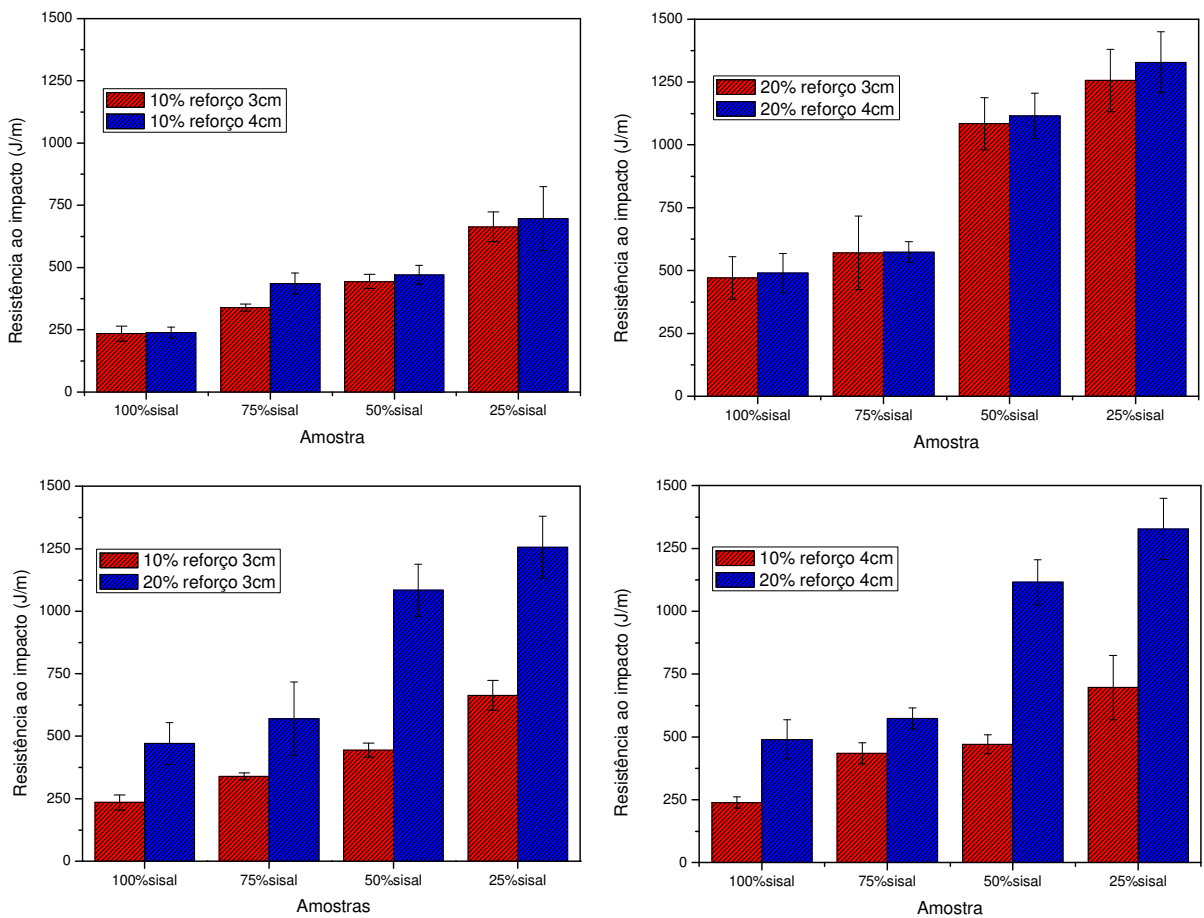 1500
1250
1000
750
500
250
0
Resistência ao impacto (J/m)
10% reforço 3cm
10% reforço 4cm
100%sisal
75%sisal
50%sisal
25%sisal
Amostra
1500
1250
1000
750
500
250
0
Resistência ao impacto (J/m)
20% reforço 3cm
20% reforço 4cm
100%sisal
75%sisal
50%sisal
25%sisal
Amostra
1500
1250
1000
750
500
250
0
Resistência ao impacto (J/m)
10% reforço 3cm
20% reforço 3cm
100%sisal
75%sisal
50%sisal
25%sisal
Amostras
1500
1250
1000
750
500
250
0
Resistência ao impacto (J/m)
10% reforço 4cm
20% reforço 4cm
100%sisal
75%sisal
50%sisal
25%sisal
Amostra